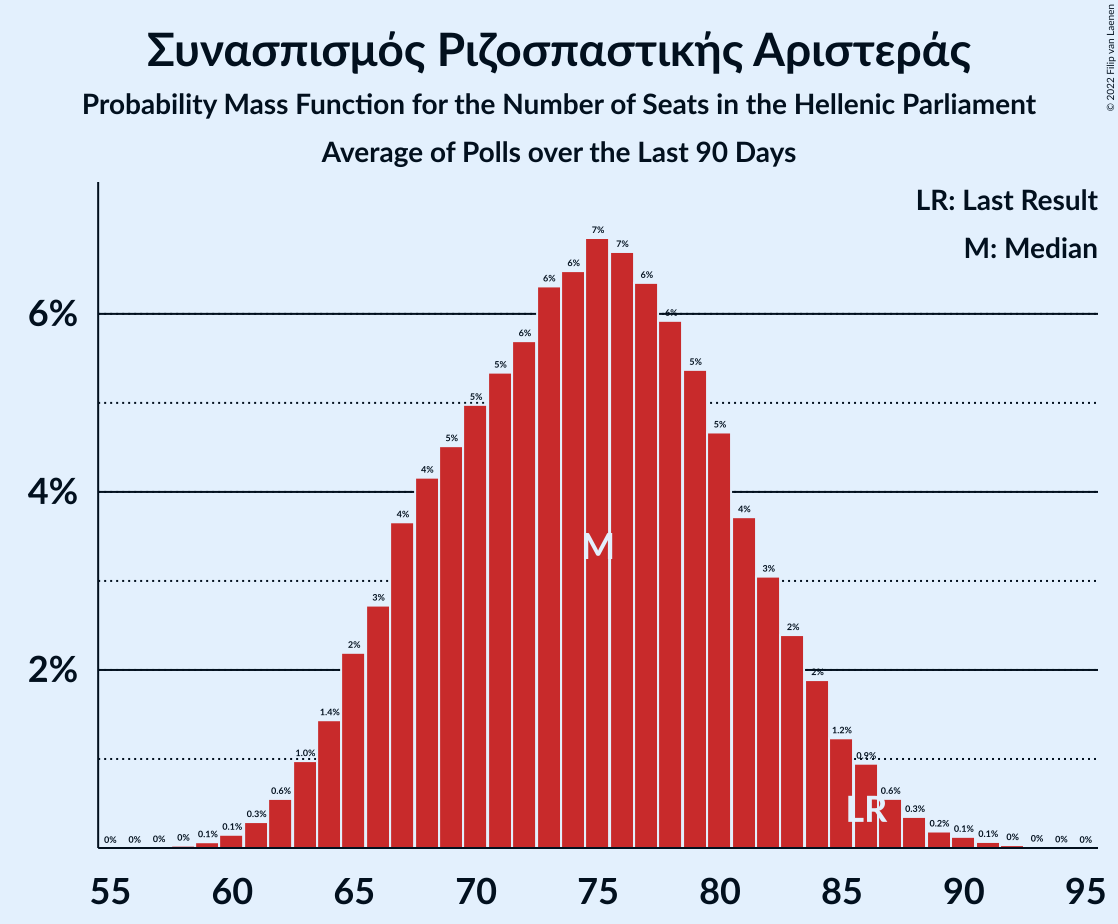 Συνασπισμός Ριζοσπαστικής Αριστεράς
Probability Mass Function for the Number of Seats in the Hellenic Parliament
Average of Polls over the Last 90 Days
© 2022 Filip van Laenen
LR: Last Result
M: Median
6%
4%
2%
0% 0% 0% 0% 0.1% 0.1% 0.3% 0.6% 1.0% 1.4% 2% 3% 4% 4% 5% 5% 5% 6% 6% 6% 7% 7% 6% 6% 5% 5% 4% 3% 2% 2% 1.2% 0.9% 0.6% 0.3% 0.2% 0.1% 0.1% 0% 0% 0% 0%
M
LR
55 60 65 70 75 80 85 90 95